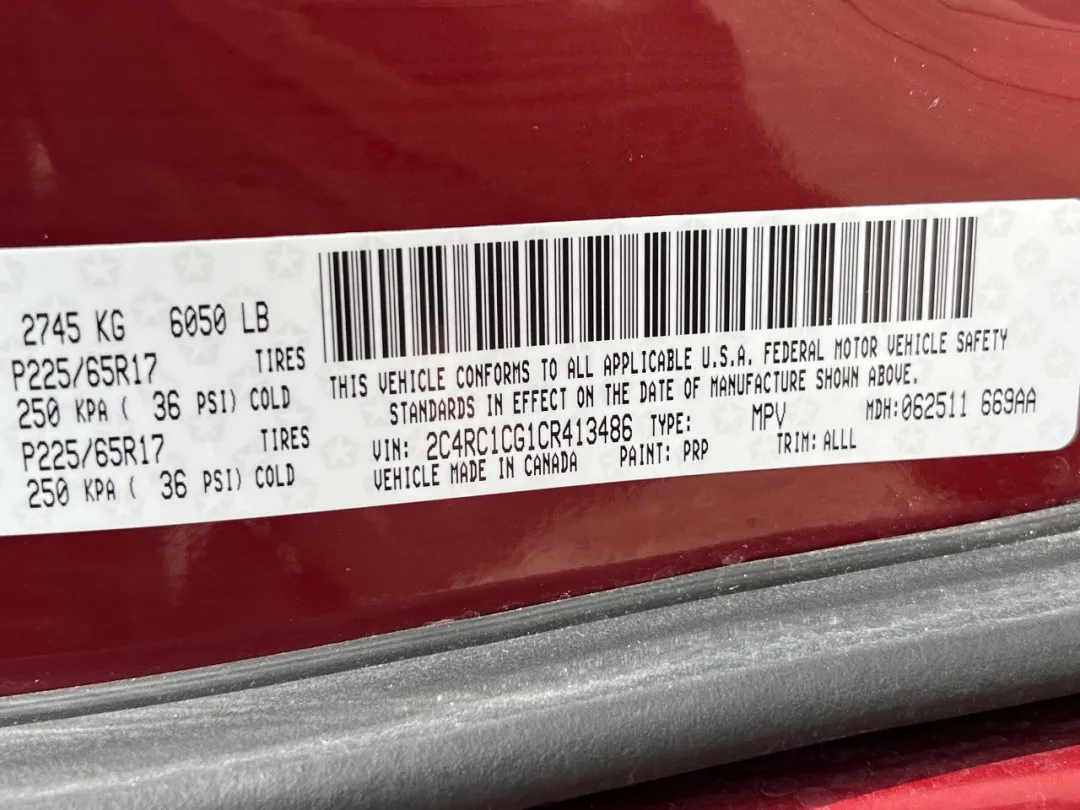 2745 KG 6050 LB
P225/65R17 TIRES
250 KPA ( 36 PSI) COLD
P225/65R17 TIRES
250 KPA ( 36 PSI) COLD
THIS VEHICLE CONFORMS TO ALL APPLICABLE U.S.A. FEDERAL MOTOR VEHICLE SAFETY
STANDARDS IN EFFECT ON THE DATE OF MANUFACTURE SHOWN ABOVE.
VIN: 2C4RC1CG1CR413486 TYPE: MPV MDH:062511 669AA
VEHICLE MADE IN CANADA PAINT: PRP TRIM: ALLL